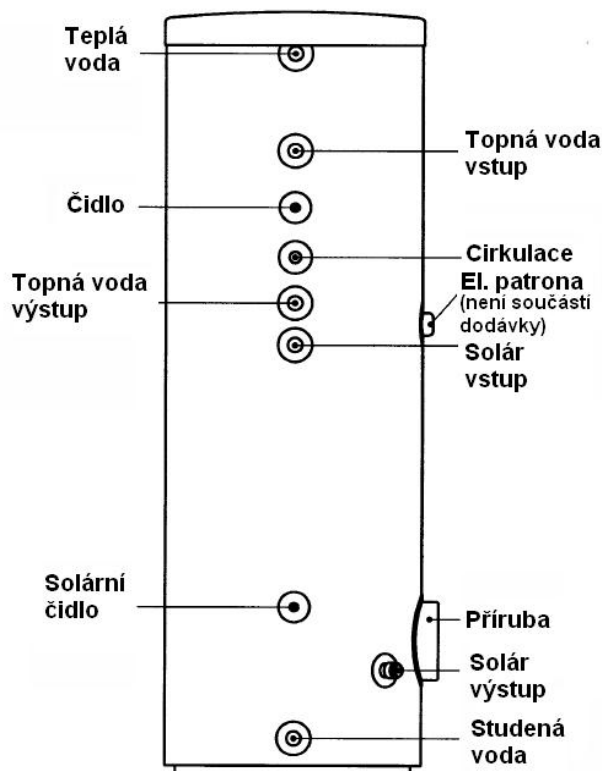 Teplá
voda
Topná voda
vstup
Čidlo
Cirkulace
El. patrona
(není součástí
dodávky)
Topná voda
výstup
Solár
vstup
Solární
čidlo
Příruba
Solár
výstup
Studená
voda